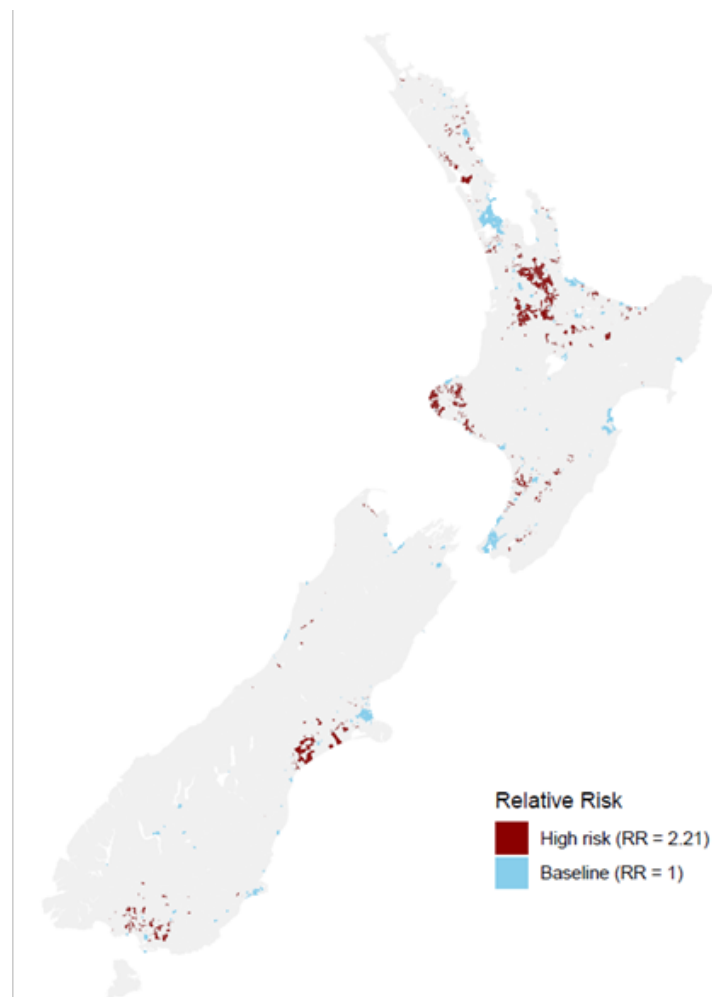 Relative Risk
High risk (RR = 2.21)
Baseline (RR = 1)